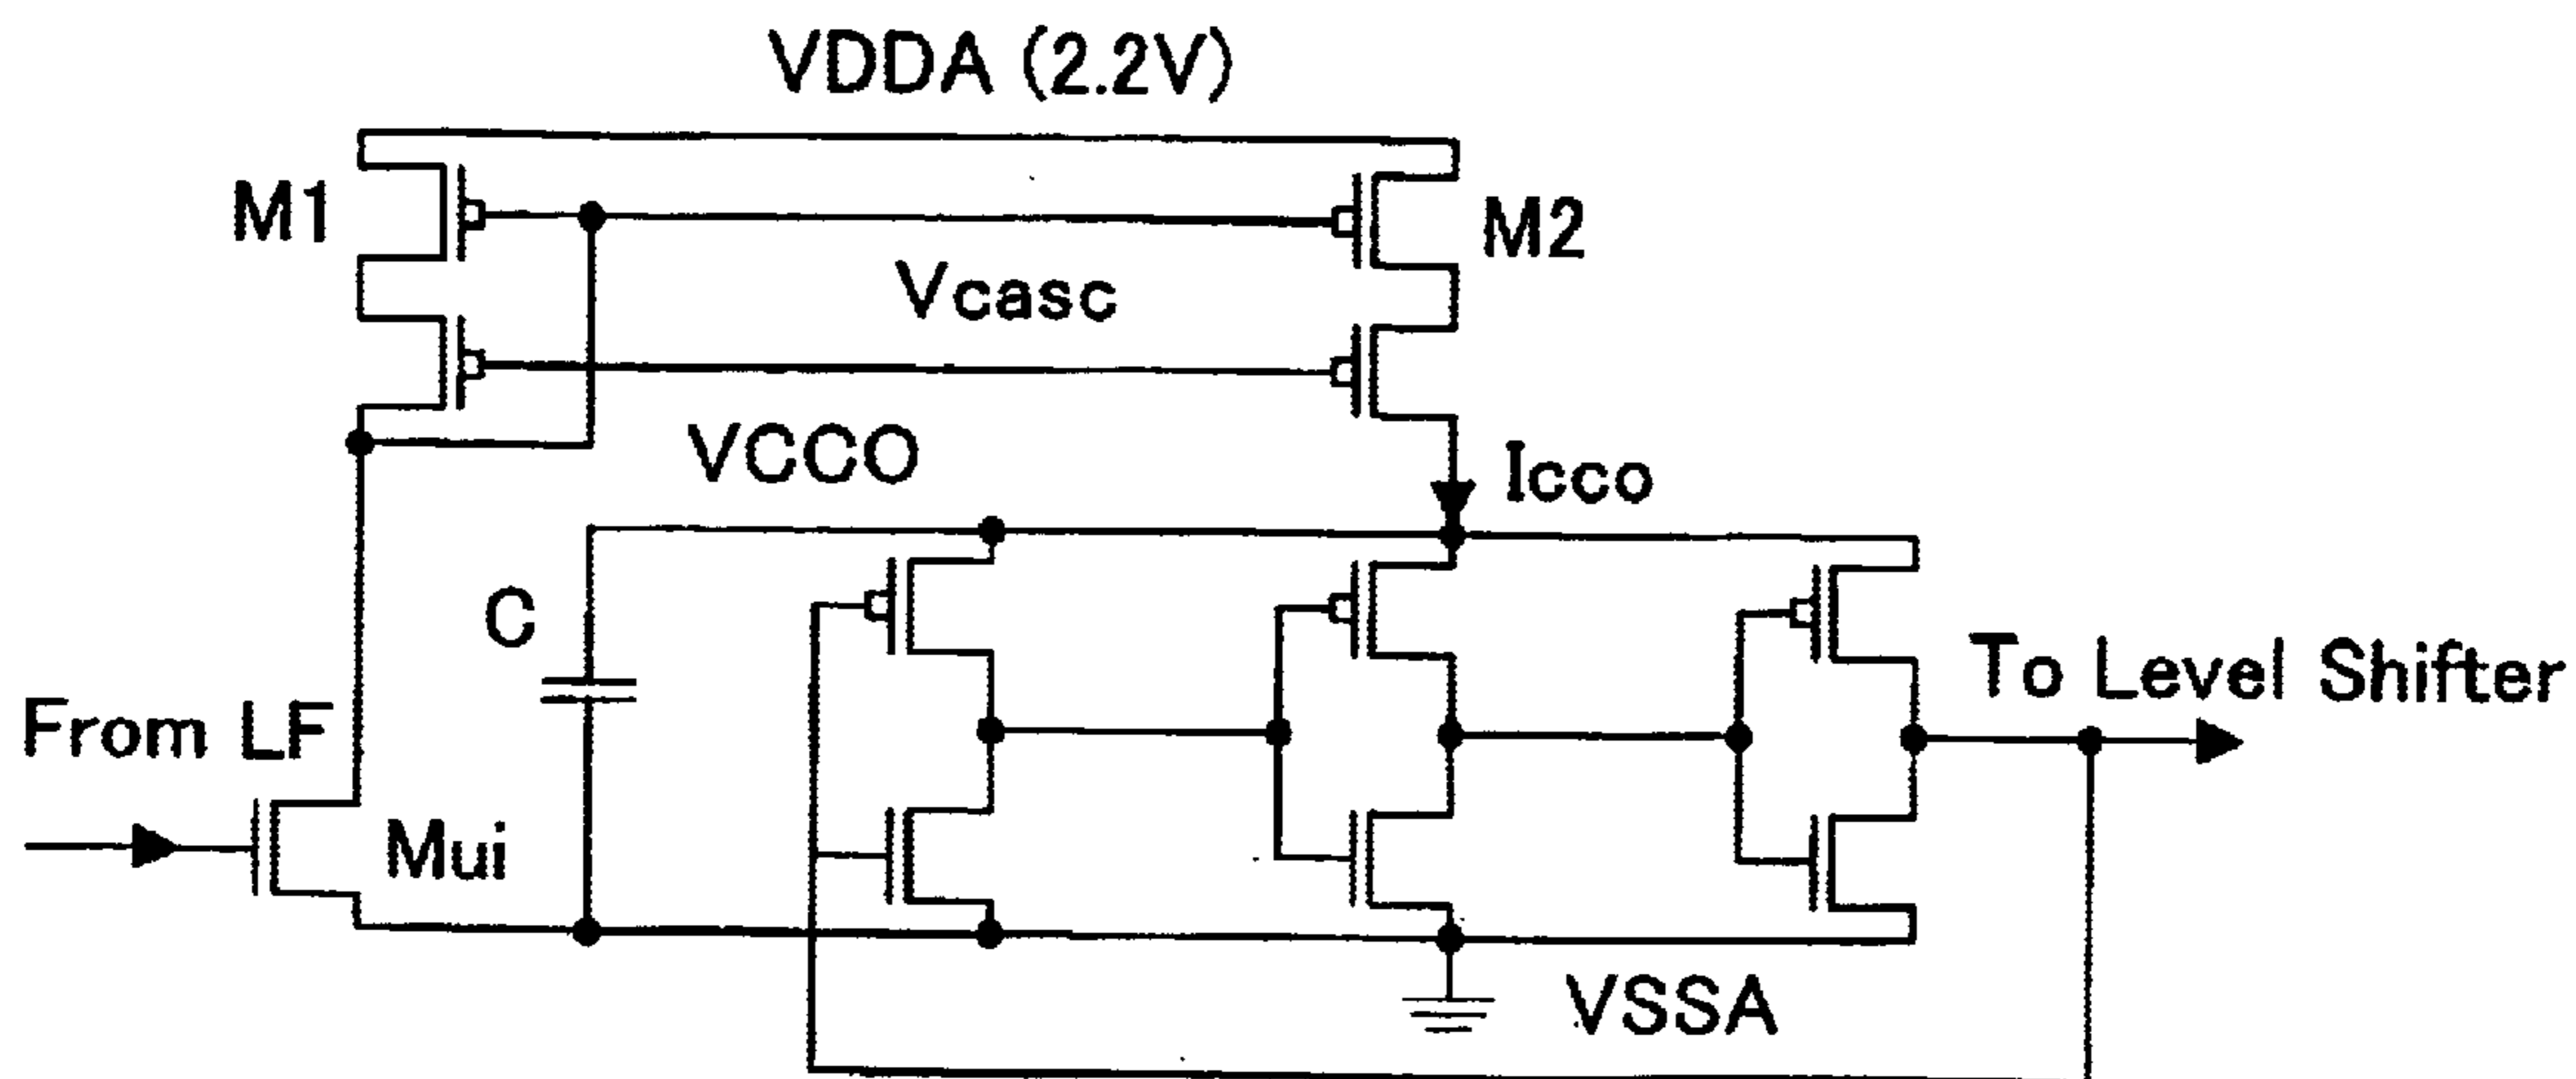 VDDA (2.2V)
M1
M2
Vcasc
VCCO
Icco
C
To Level Shifter
From LF
Mui
VSSA